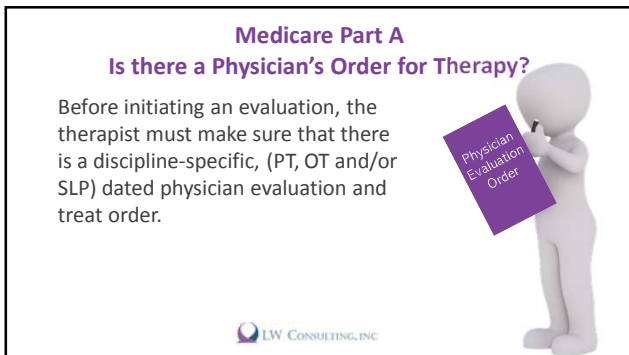 Medicare Part A
Is there a Physician's Order for Therapy?
Before initiating an evaluation, the
therapist must make sure that there
is a discipline-specific, (PT, OT and/or
SLP) dated physician evaluation and
treat order.
Physician
Evaluation
Order
LW CONSULTING, INC